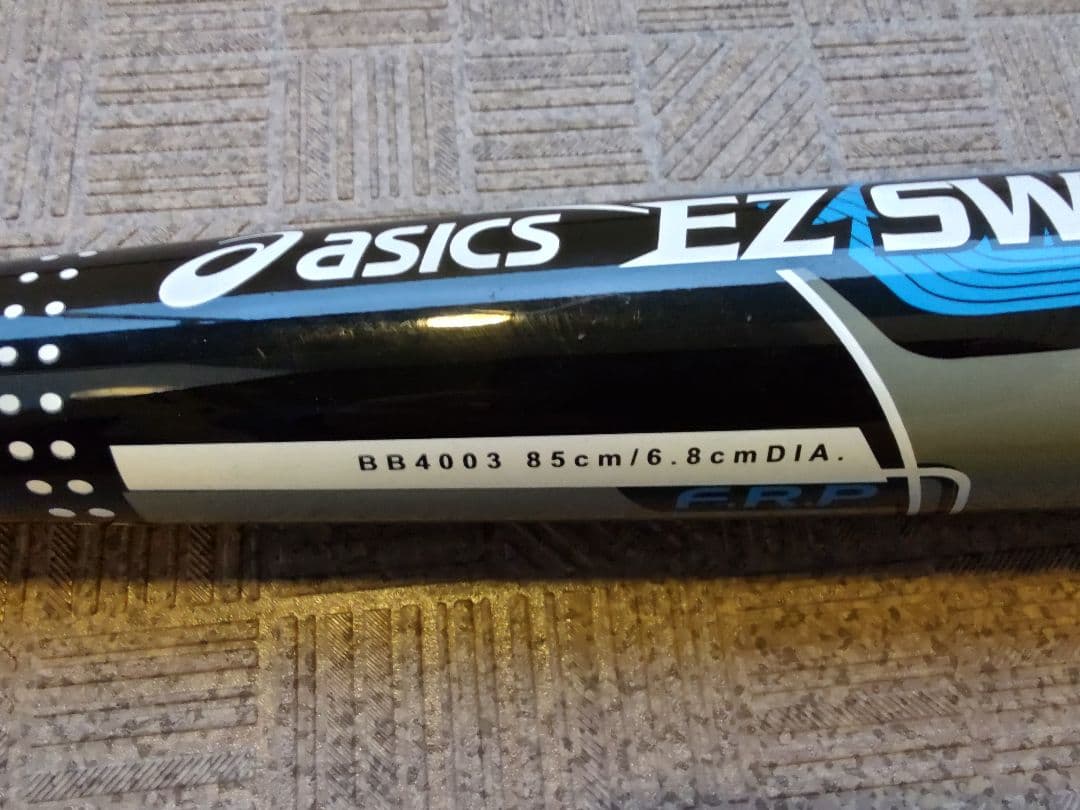 asics EZ SW
BB4003 85cm/6.8cmDIA.
F.R.P